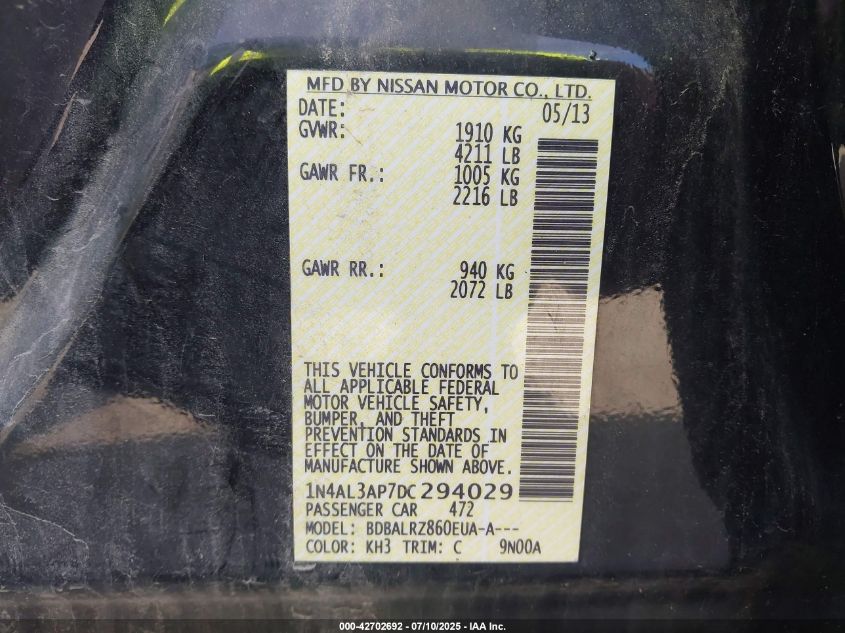 MFD BY NISSAN MOTOR CO., LTD.
DATE: 05/13
GVWR: 1910 KG
4211 LB
GAWR FR.: 1005 KG
2216 LB
GAWR RR.: 940 KG
2072 LB
THIS VEHICLE CONFORMS TO
ALL APPLICABLE FEDERAL
MOTOR VEHICLE SAFETY,
BUMPER, AND THEFT
PREVENTION STANDARDS IN
EFFECT ON THE DATE OF
MANUFACTURE SHOWN ABOVE.
1N4AL3AP7DC294029
PASSENGER CAR 472
MODEL: BDBALRZ860EUA-A---
COLOR: KH3 TRIM: C 9N00A
000-42702692 - 07/10/2025 - IAA Inc.